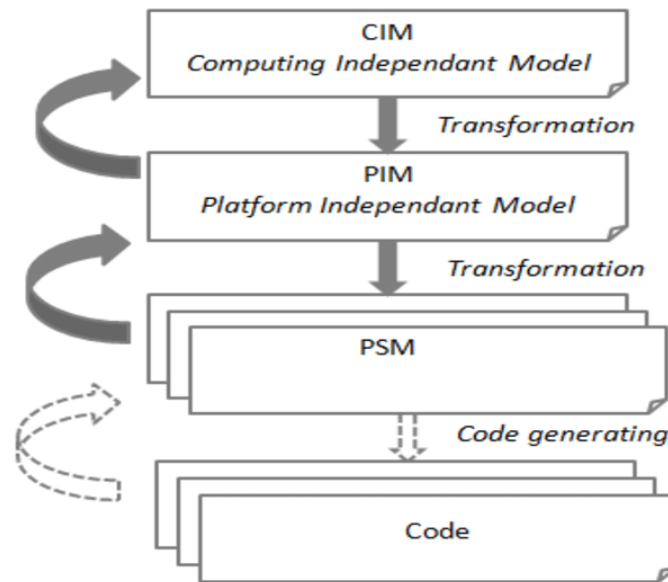 CIM
Computing Independant Model
Transformation
PIM
Platform Independant Model
Transformation
PSM
Code generating
Code